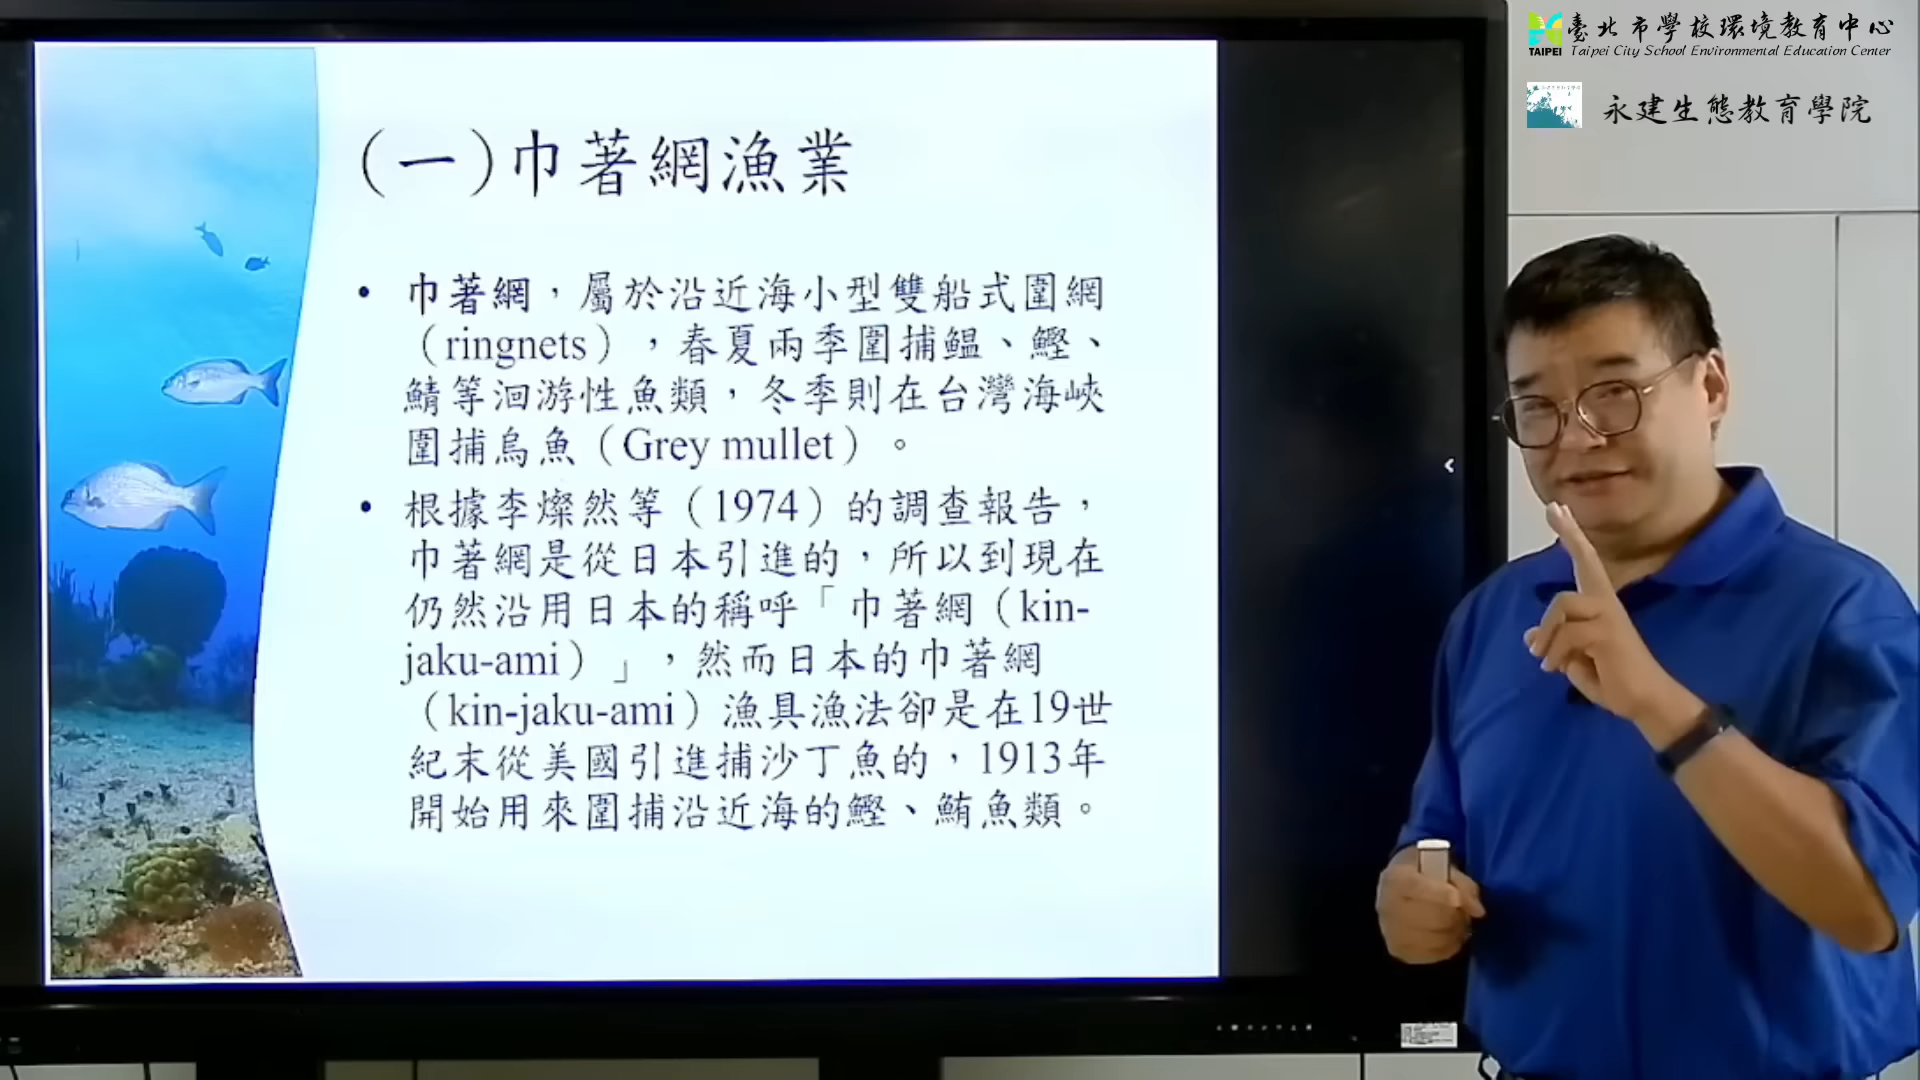 臺北市學校環境教育中心
TAIPEI Taipei City School Environmental Education Center
永建生態教育學院
(一)巾著網漁業
• 巾著網，屬於沿近海小型雙船式圍網
（ringnets），春夏兩季圍捕鰛、鰹、
鯖等洄游性魚類，冬季則在台灣海峽
圍捕烏魚（Grey mullet）。
• 根據李燦然等（1974）的調查報告，
巾著網是從日本引進的，所以到現在
仍然沿用日本的稱呼「巾著網（kin-
jaku-ami）」，然而日本的巾著網
（kin-jaku-ami）漁具漁法卻是在19世
紀末從美國引進捕沙丁魚的，1913年
開始用來圍捕沿近海的鰹、鮪魚類。